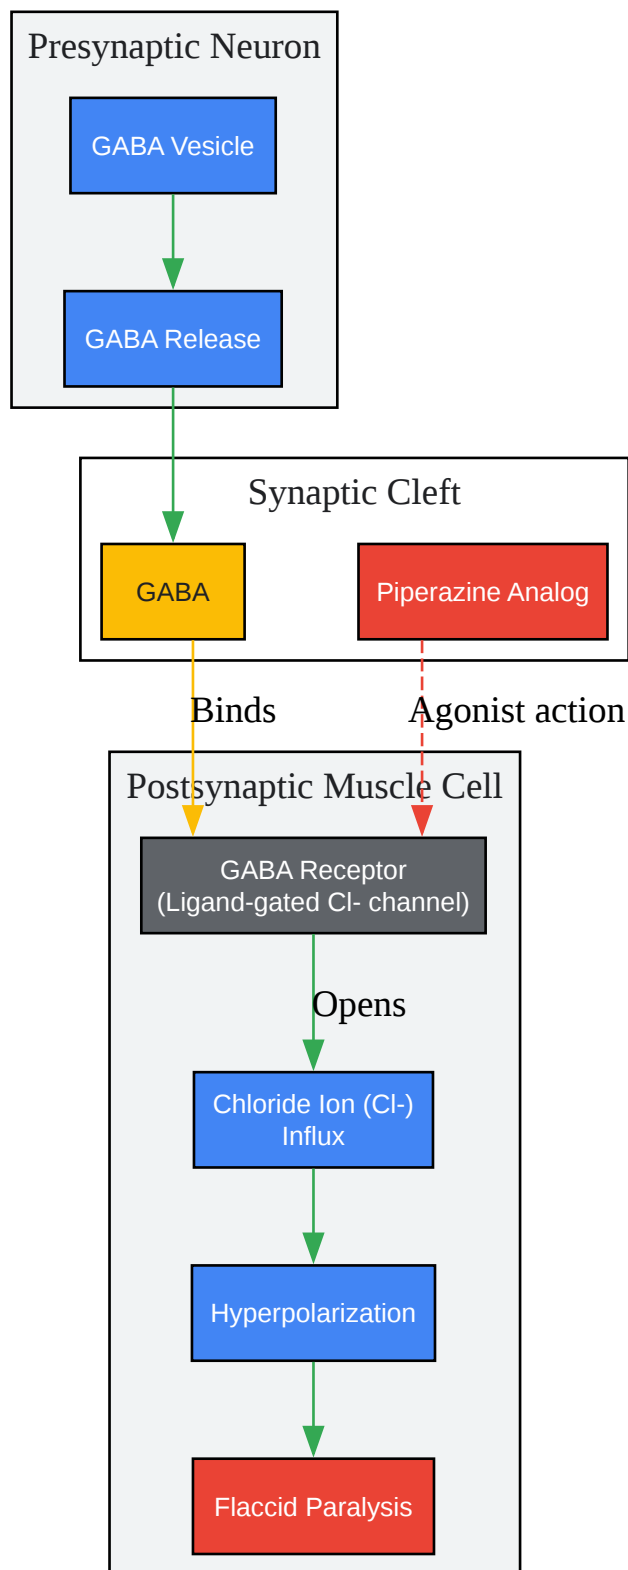 Presynaptic Neuron
GABA Vesicle
GABA Release
Synaptic Cleft
GABA
Piperazine Analog
Binds
Agonist action
Postsynaptic Muscle Cell
GABA Receptor
(Ligand-gated Cl- channel)
Opens
Chloride Ion (Cl-)
Influx
Hyperpolarization
Flaccid Paralysis